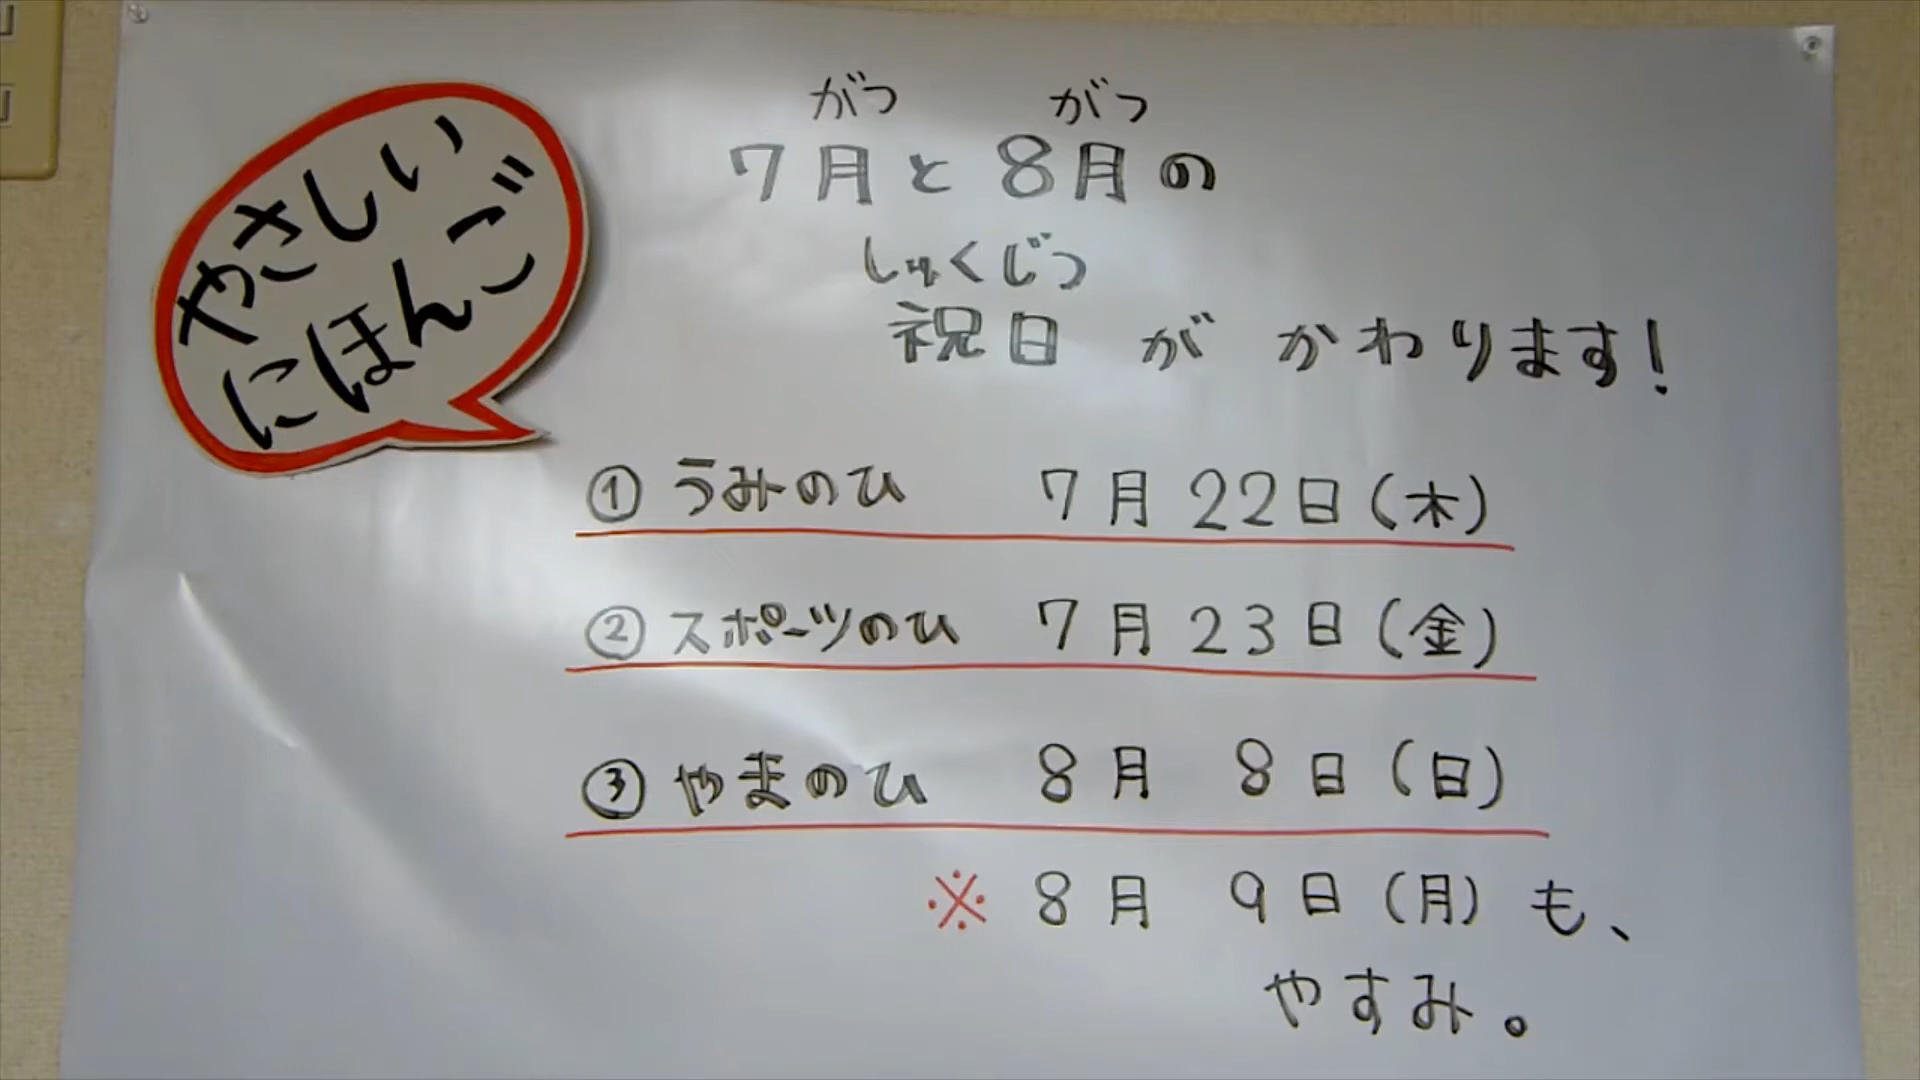 やさしい
にほんご
がつ がつ
7月と8月の
しゅくじつ
祝日 が かわります!
① うみのひ 7月22日(木)
② スポーツのひ 7月23日(金)
③ やまのひ 8月 8日(日)
※ 8月 9日(月)も、
やすみ。